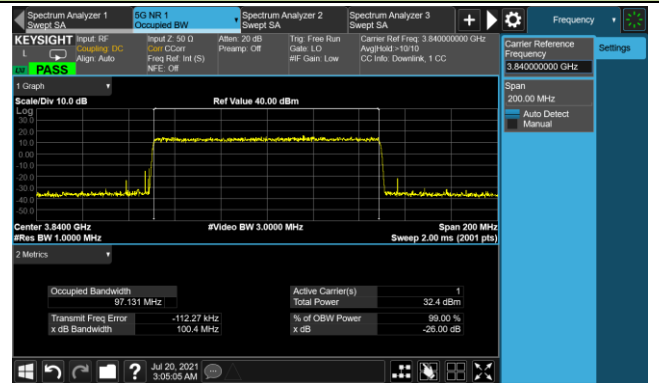 Spectrum Analyzer 1
Swept SA
5G NR 1
Occupied BW
Spectrum Analyzer 2
Swept SA
Spectrum Analyzer 3
Swept SA
Frequency
KEYSIGHT
L
PASS
Input: RF
Coupling: DC
Align: Auto
Input Z: 50 Ω
Corr CCorr
Freq Ref: Int (S)
NFE: Off
Atten: 20 dB
Preamp: Off
Trig: Free Run
Gate: LO
#IF Gain: Low
Carrier Ref Freq: 3.840000000 GHz
Avg|Hold:>10/10
CC Info: Downlink, 1 CC
Carrier Reference
Frequency
3.840000000 GHz
Settings
Span
200.00 MHz
Auto Detect
Manual
1 Graph
Scale/Div 10.0 dB
Ref Value 40.00 dBm
Log
30.0
20.0
10.0
0.00
-10.0
-20.0
-30.0
-40.0
-50.0
Center 3.8400 GHz
#Video BW 3.0000 MHz
Span 200 MHz
#Res BW 1.0000 MHz
Sweep 2.00 ms (2001 pts)
2 Metrics
Occupied Bandwidth
97.131 MHz
Active Carrier(s) 1
Total Power 32.4 dBm
Transmit Freq Error -112.27 kHz
x dB Bandwidth 100.4 MHz
% of OBW Power 99.00 %
x dB -26.00 dB
?
Jul 20, 2021
3:05:05 AM